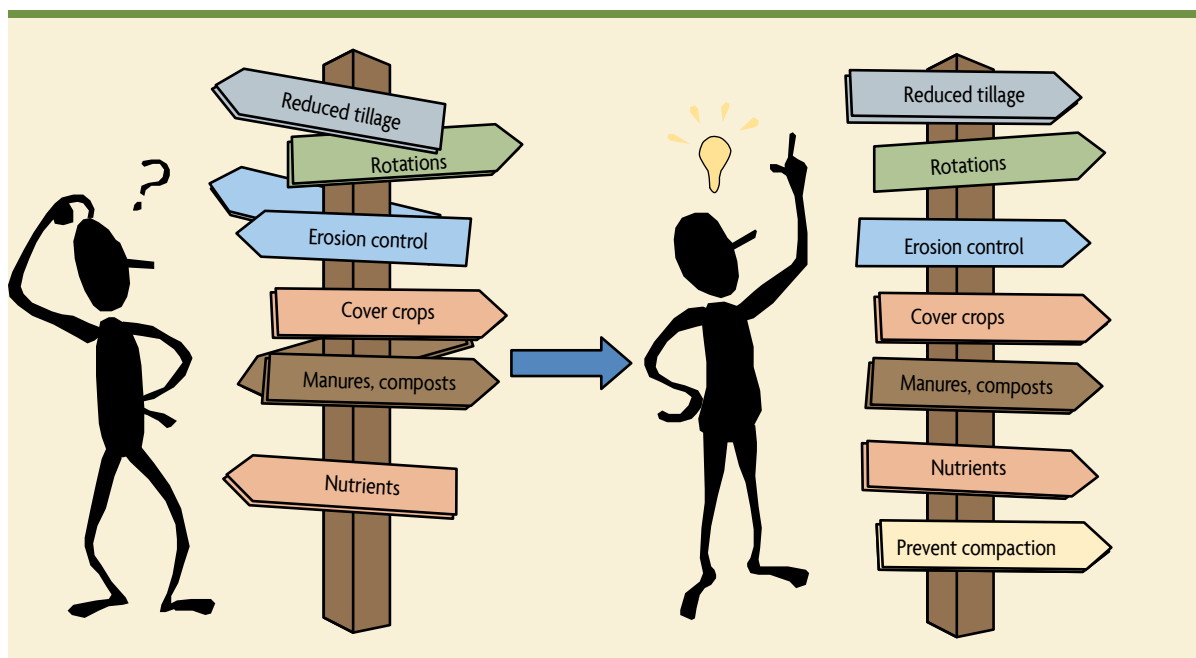 Reduced tillage
Rotations
Erosion control
Cover crops
Manures, composts
Nutrients
?
Reduced tillage
Rotations
Erosion control
Cover crops
Manures, composts
Nutrients
Prevent compaction